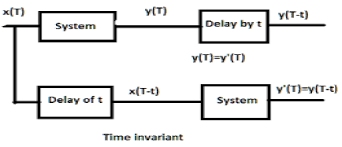 x(T)
System
y(T)
Delay by t
y(T-t)
y(T)=y'(T)
Delay of t
x(T-t)
System
y'(T)=y(T-t)
Time invariant